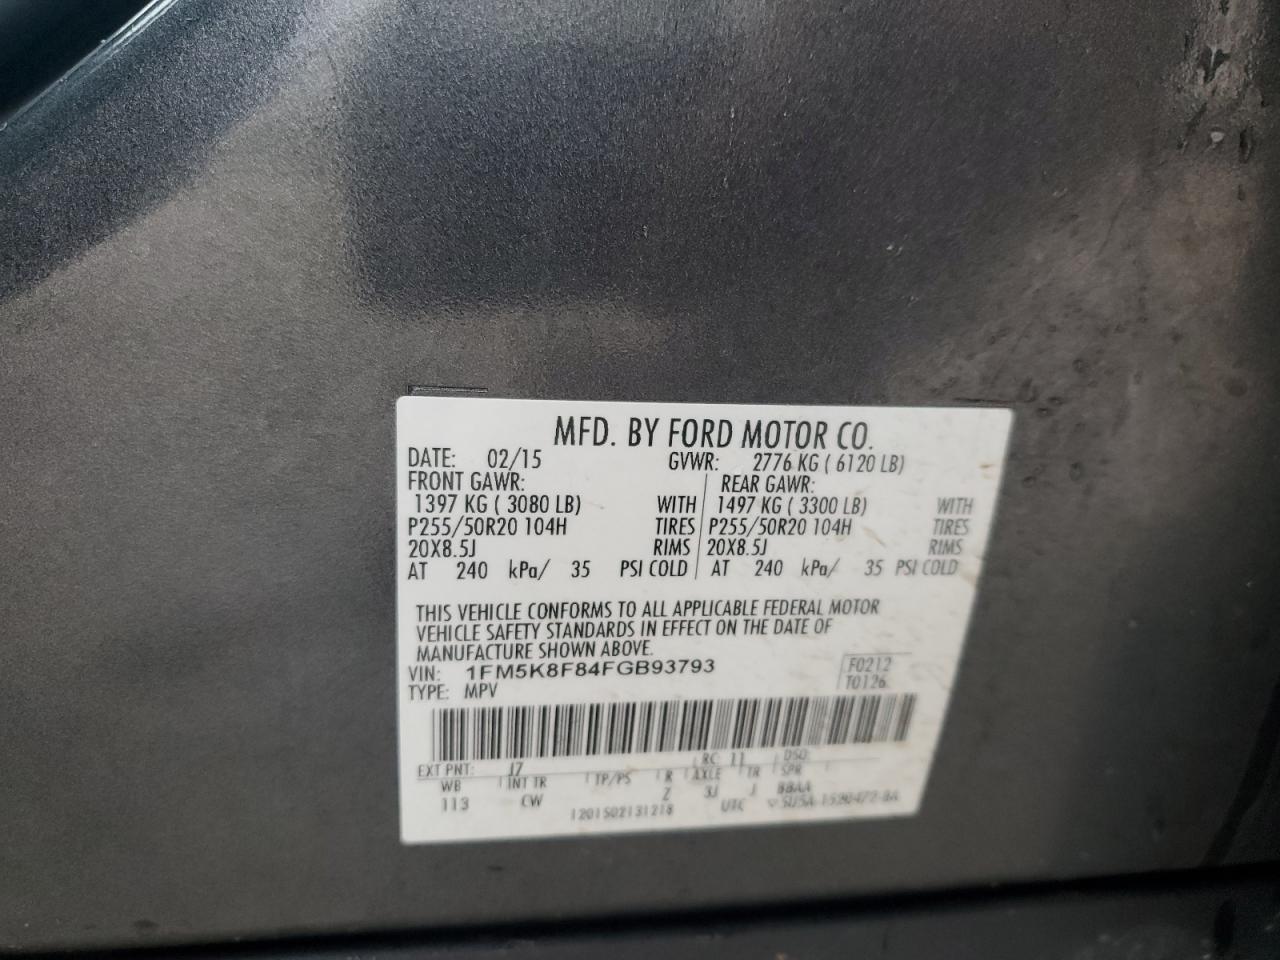 MFD. BY FORD MOTOR CO.
DATE: 02/15 GVWR: 2776 KG ( 6120 LB)
FRONT GAWR: REAR GAWR:
1397 KG ( 3080 LB) WITH 1497 KG ( 3300 LB) WITH
P255/50R20 104H TIRES P255/50R20 104H TIRES
20X8.5J RIMS 20X8.5J RIMS
AT 240 kPa/ 35 PSI COLD AT 240 kPa/ 35 PSI COLD
THIS VEHICLE CONFORMS TO ALL APPLICABLE FEDERAL MOTOR
VEHICLE SAFETY STANDARDS IN EFFECT ON THE DATE OF
MANUFACTURE SHOWN ABOVE.
VIN: 1FM5K8F84FGB93793 F0212
TYPE: MPV T0126
EXT PNT: J7 RC: 11 DSO:
WB INT TR TP/PS R AXLE TR SPR
113 CW Z 3J J BBAA
1201502131218 UTC